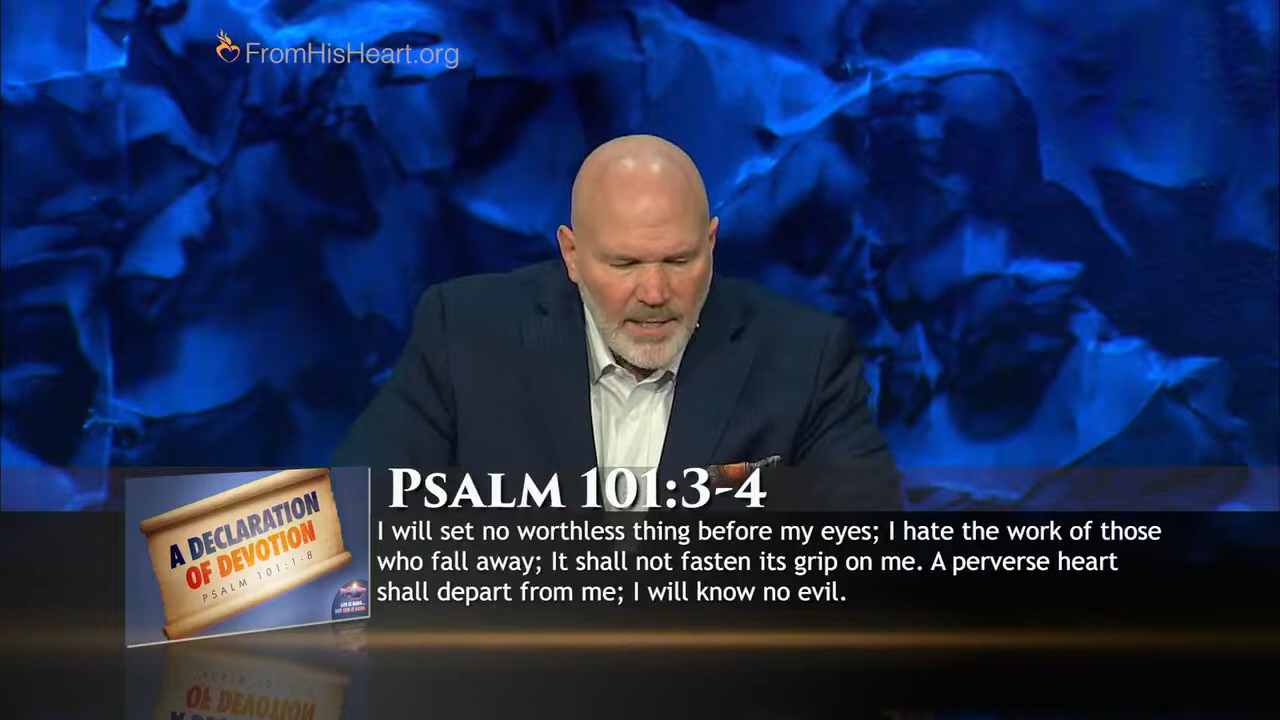 FromHisHeart.org
PSALM 101:3-4
I will set no worthless thing before my eyes; I hate the work of those
who fall away; It shall not fasten its grip on me. A perverse heart
shall depart from me; I will know no evil.
A DECLARATION
OF DEVOTION
PSALM 101:1-8